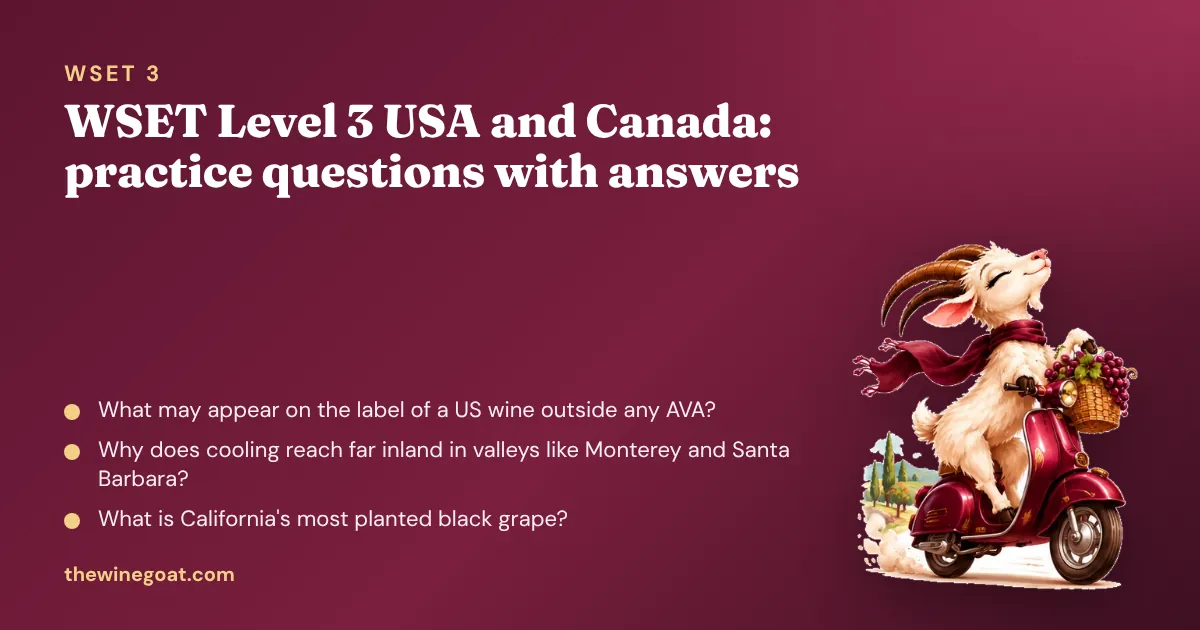 WSET 3
WSET Level 3 USA and Canada:
practice questions with answers
What may appear on the label of a US wine outside any AVA?
Why does cooling reach far inland in valleys like Monterey and Santa
Barbara?
What is California's most planted black grape?
thewinegoat.com